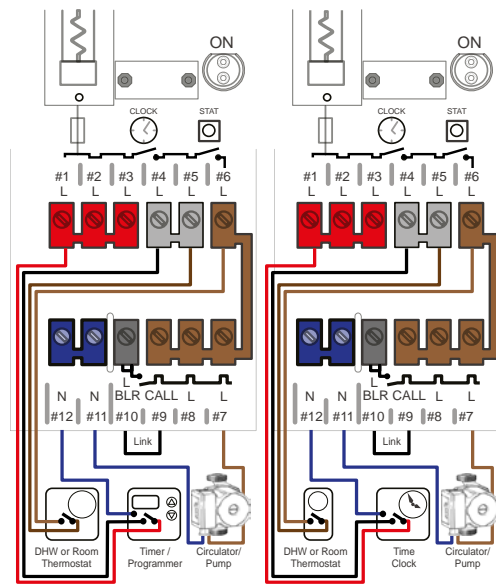 ON
CLOCK STAT
#1 #2 #3 #4 #5 #6
L L L L L L
N N L L L
BLR CALL
#12 #11 #10 #9 #8 #7
Link
DHW or Room Thermostat
Timer / Programmer
Circulator/ Pump
ON
CLOCK STAT
#1 #2 #3 #4 #5 #6
L L L L L L
N N L L L
BLR CALL
#12 #11 #10 #9 #8 #7
Link
DHW or Room Thermostat
Time Clock
Circulator/ Pump